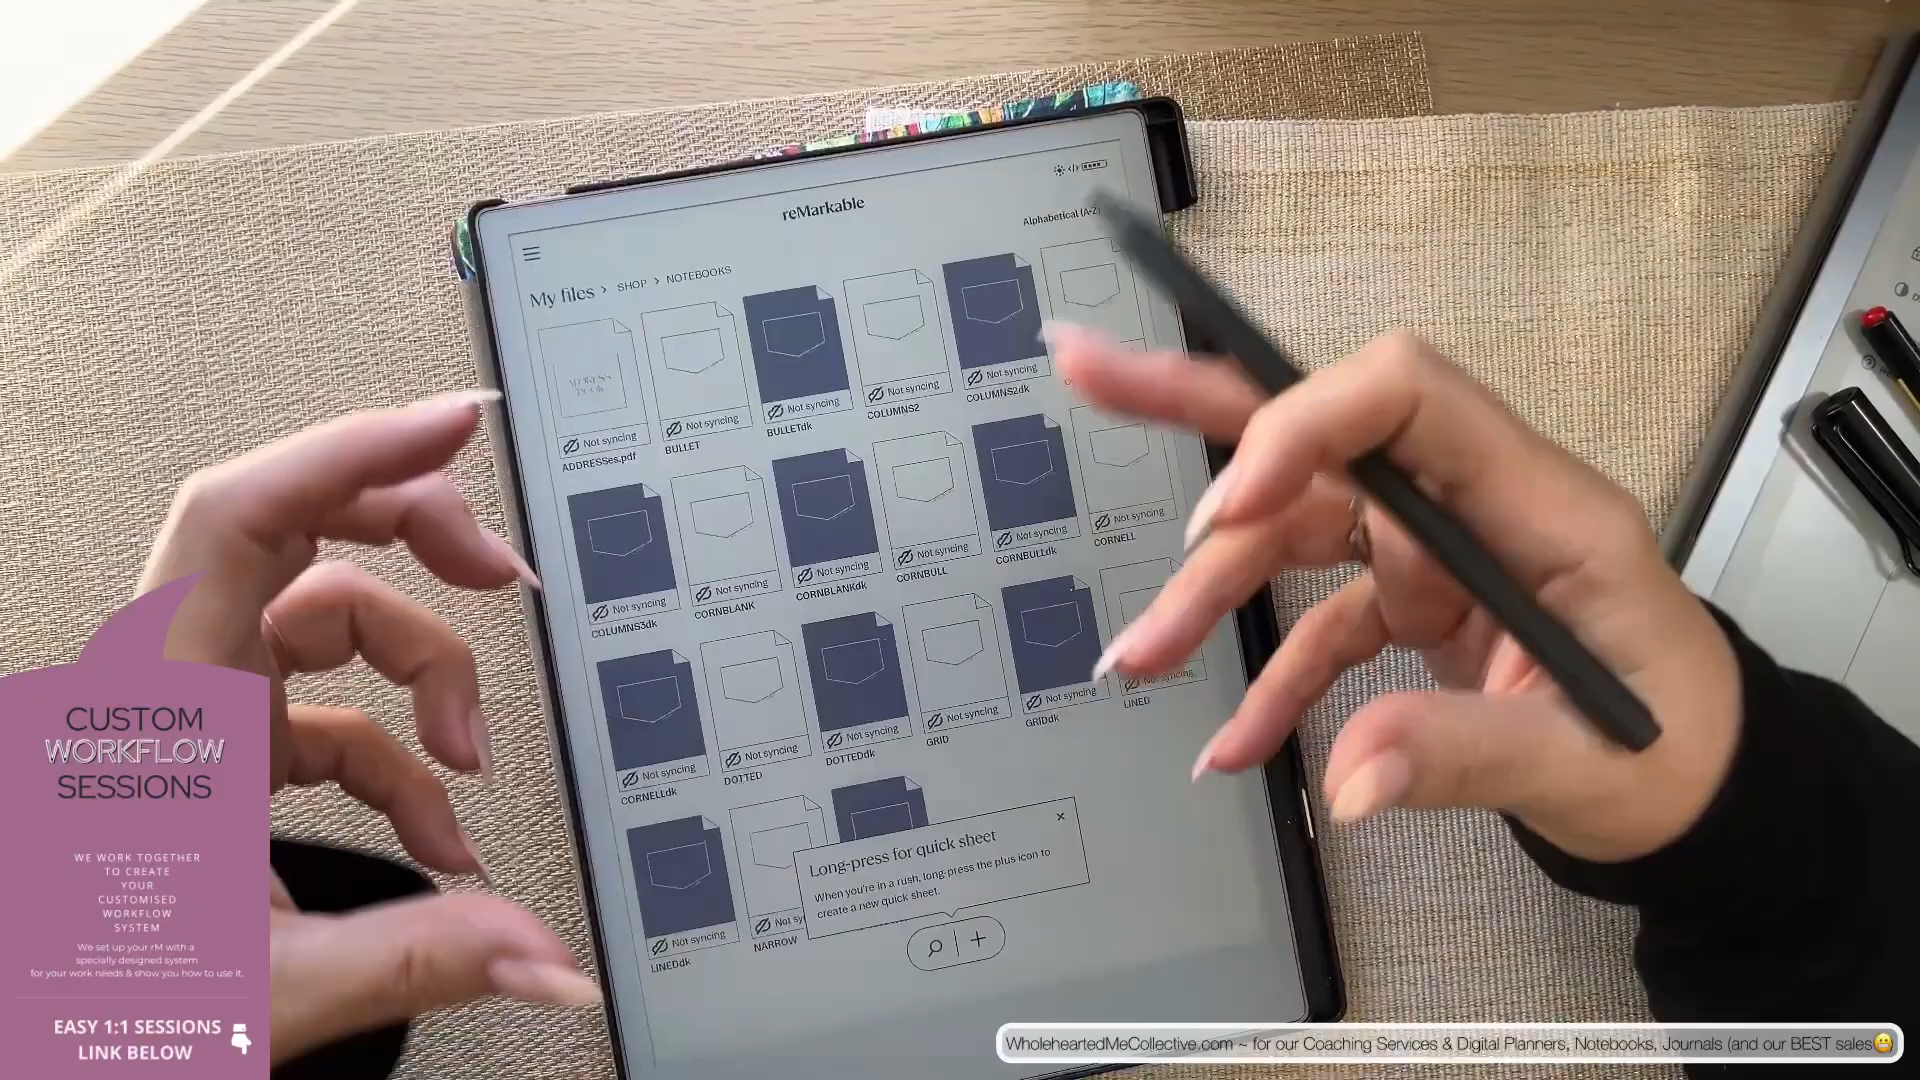 reMarkable
Alphabetical (A-Z)
My files > SHOP > NOTEBOOKS
Not syncing
ADDRESSes.pdf
Not syncing
BULLET
Not syncing
BULLETdk
Not syncing
COLUMNS2
Not syncing
COLUMNS2dk
Not syncing
COLUMNS3dk
Not syncing
CORNBLANK
Not syncing
CORNBLANKdk
Not syncing
CORNBULL
Not syncing
CORNBULLdk
Not syncing
CORNELL
Not syncing
CORNELLdk
Not syncing
DOTTED
Not syncing
DOTTEDdk
Not syncing
GRID
Not syncing
GRIDdk
Not syncing
LINED
Not syncing
LINEDdk
Not sy
NARROW
Long-press for quick sheet
When you're in a rush, long-press the plus icon to
create a new quick sheet.
CUSTOM
WORKFLOW
SESSIONS
WE WORK TOGETHER
TO CREATE
YOUR
CUSTOMISED
WORKFLOW
SYSTEM
We set up your rM with a
specially designed system
for your work needs & show you how to use it.
EASY 1:1 SESSIONS
LINK BELOW
WholeheartedMeCollective.com ~ for our Coaching Services & Digital Planners, Notebooks, Journals (and our BEST sales😬)